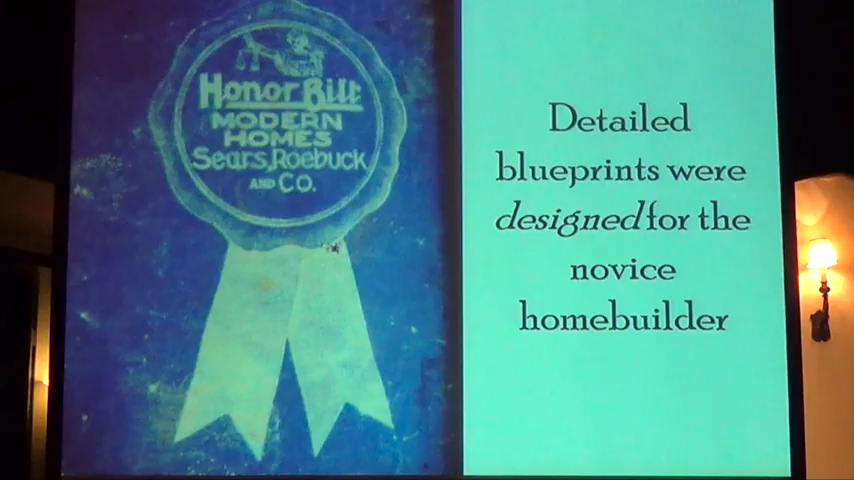 Honor Bilt
MODERN
HOMES
Sears, Roebuck
AND CO.
Detailed
blueprints were
designed for the
novice
homebuilder